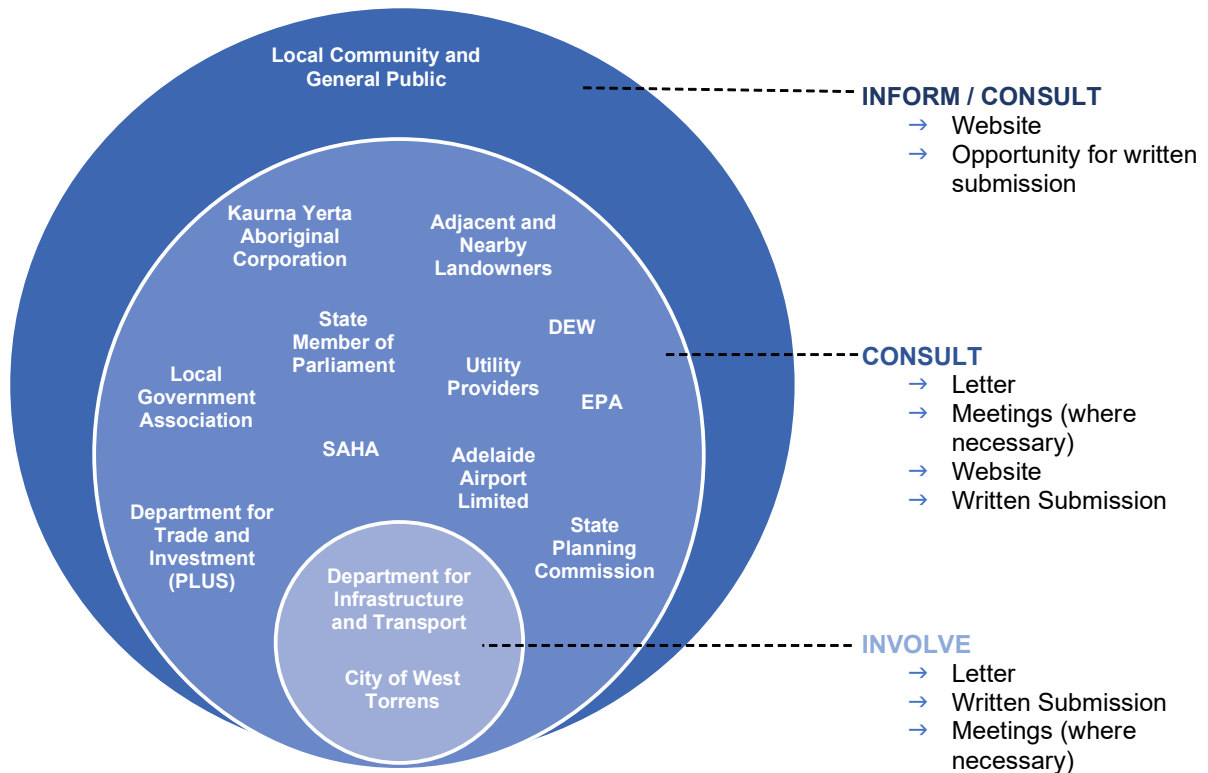 Local Community and
General Public
Kaurna Yerta
Aboriginal
Corporation
Adjacent and
Nearby
Landowners
State
Member of
Parliament
DEW
Local
Government
Association
Utility
Providers
EPA
SAHA
Adelaide
Airport
Limited
Department for
Trade and
Investment
(PLUS)
State
Planning
Commission
Department for
Infrastructure
and Transport
City of West
Torrens
INFORM / CONSULT
→ Website
→ Opportunity for written
submission
CONSULT
→ Letter
→ Meetings (where
necessary)
→ Website
→ Written Submission
INVOLVE
→ Letter
→ Written Submission
→ Meetings (where
necessary)